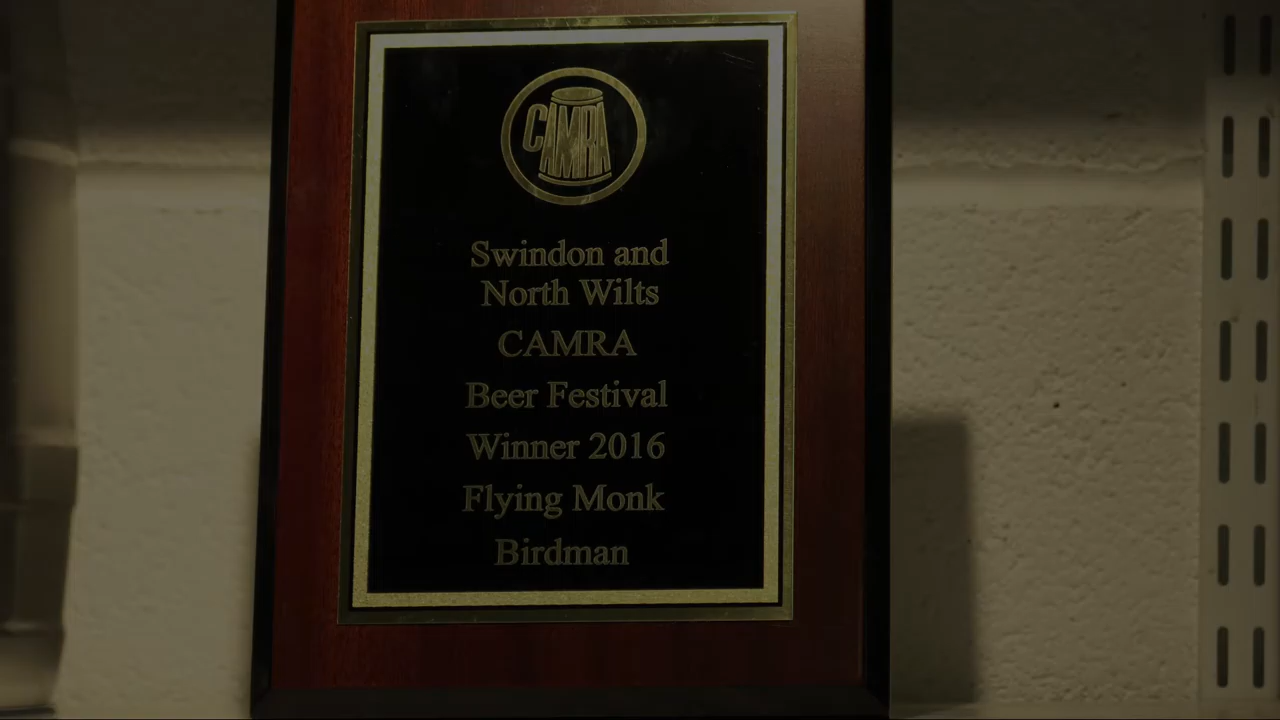 CAMRA
Swindon and
North Wilts
CAMRA
Beer Festival
Winner 2016
Flying Monk
Birdman